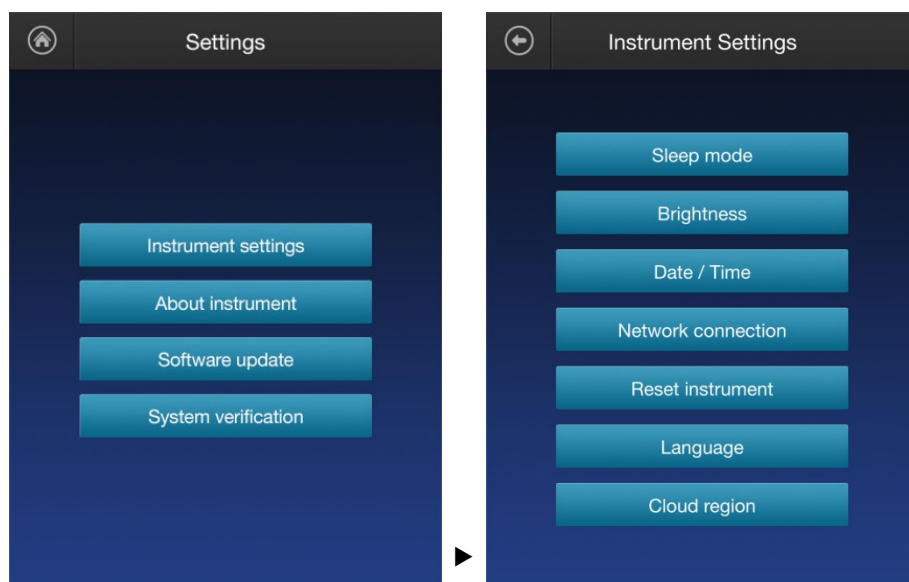 Settings
Instrument settings
About instrument
Software update
System verification
Instrument Settings
Sleep mode
Brightness
Date / Time
Network connection
Reset instrument
Language
Cloud region